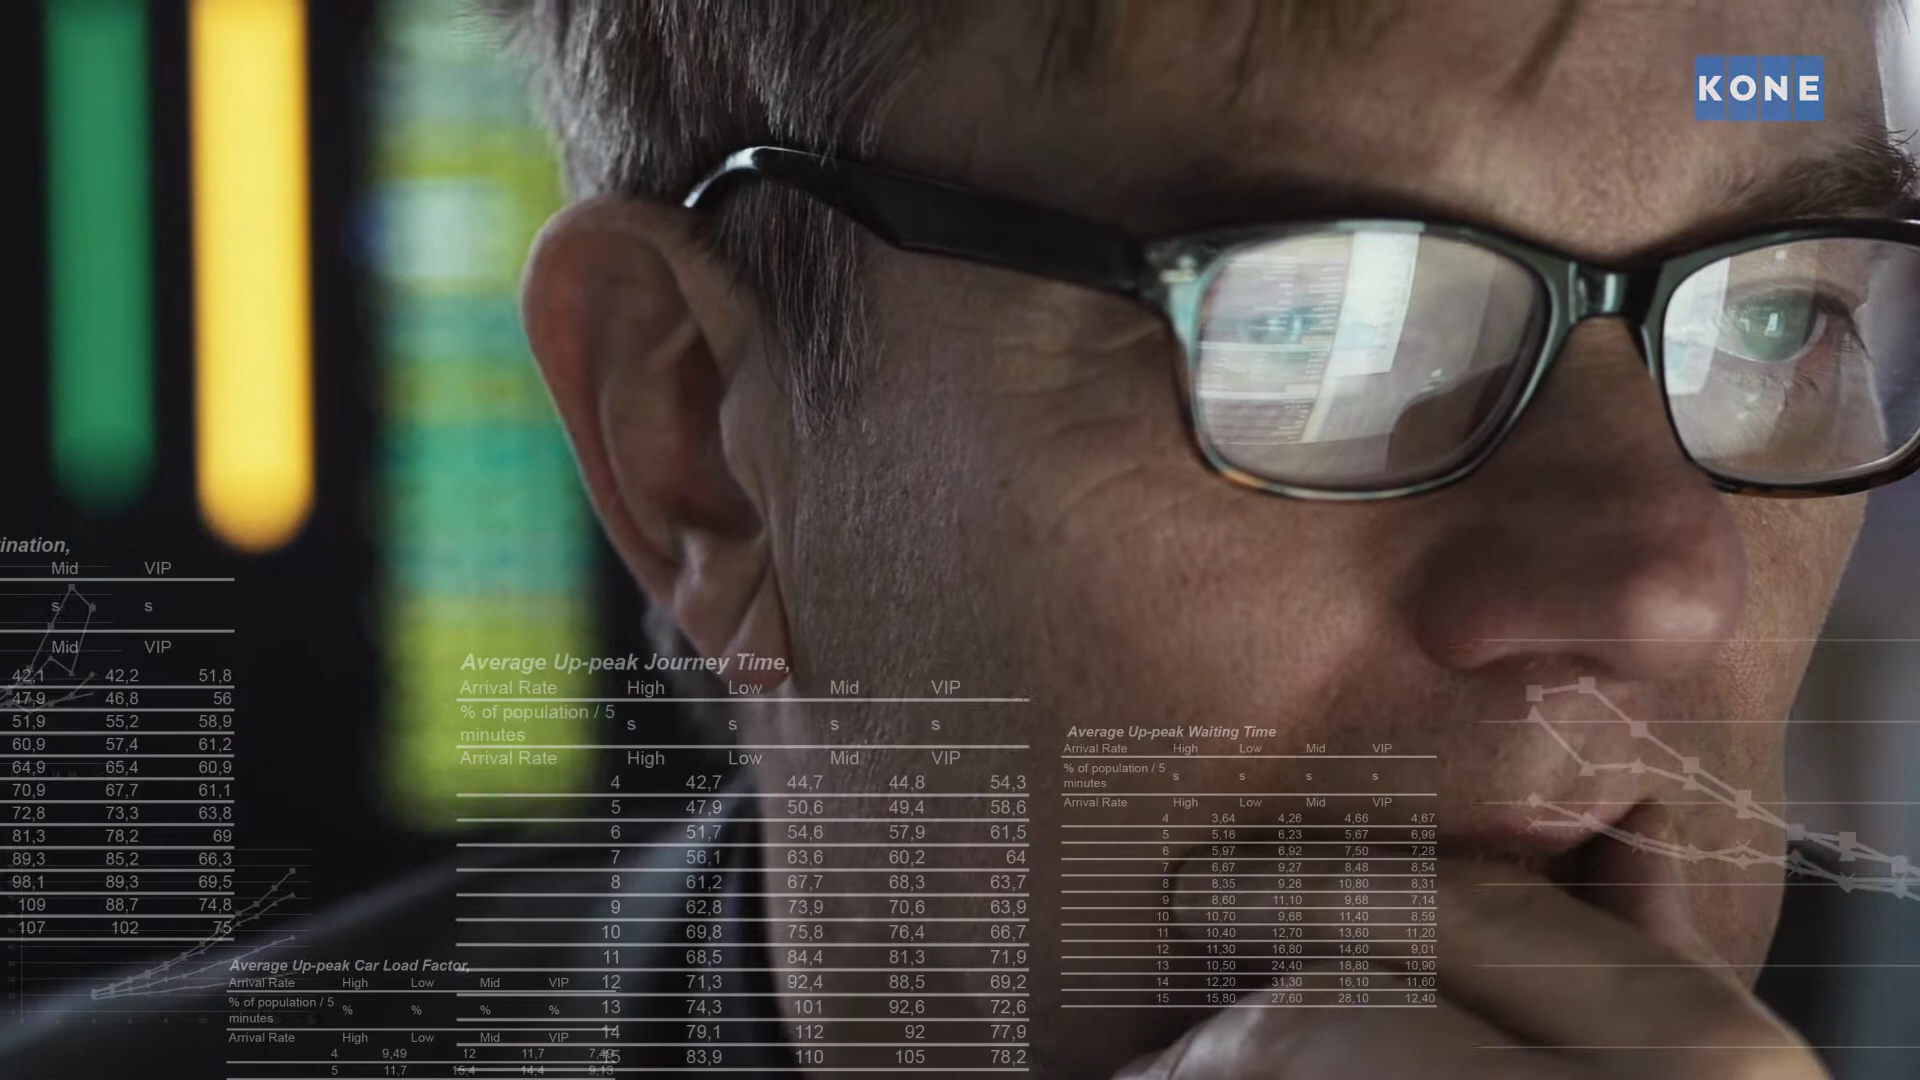 KONE
ination,
Mid VIP
s s
Mid VIP
42,1 42,2 51,8
47,9 46,8 56
51,9 55,2 58,9
60,9 57,4 61,2
64,9 65,4 60,9
70,9 67,7 61,1
72,8 73,3 63,8
81,3 78,2 69
89,3 85,2 66,3
98,1 89,3 69,5
109 88,7 74,8
107 102 75
Average Up-peak Journey Time,
Arrival Rate High Low Mid VIP
% of population / 5
minutes s s s s
Arrival Rate High Low Mid VIP
4 42,7 44,7 44,8 54,3
5 47,9 50,6 49,4 58,6
6 51,7 54,6 57,9 61,5
7 56,1 63,6 60,2 64
8 61,2 67,7 68,3 63,7
9 62,8 73,9 70,6 63,9
10 69,8 75,8 76,4 66,7
11 68,5 84,4 81,3 71,9
12 71,3 92,4 88,5 69,2
13 74,3 101 92,6 72,6
14 79,1 112 92 77,9
15 83,9 110 105 78,2
Average Up-peak Waiting Time
Arrival Rate High Low Mid VIP
% of population / 5
minutes s s s s
Arrival Rate High Low Mid VIP
4 3,64 4,26 4,66 4,67
5 5,16 6,23 5,67 6,99
6 5,97 6,92 7,50 7,28
7 6,67 9,27 8,48 8,54
8 8,35 9,26 10,80 8,31
9 8,60 11,10 9,68 7,14
10 10,70 9,68 11,40 8,59
11 10,40 12,70 13,60 11,20
12 11,30 16,80 14,60 9,01
13 10,50 24,40 18,80 10,90
14 12,20 31,30 16,10 11,60
15 15,80 27,60 28,10 12,40
Average Up-peak Car Load Factor,
Arrival Rate High Low Mid VIP
% of population / 5
minutes % % % %
Arrival Rate High Low Mid VIP
4 9,49 12 11,7
5 11,7 15,4 14,4 9,13